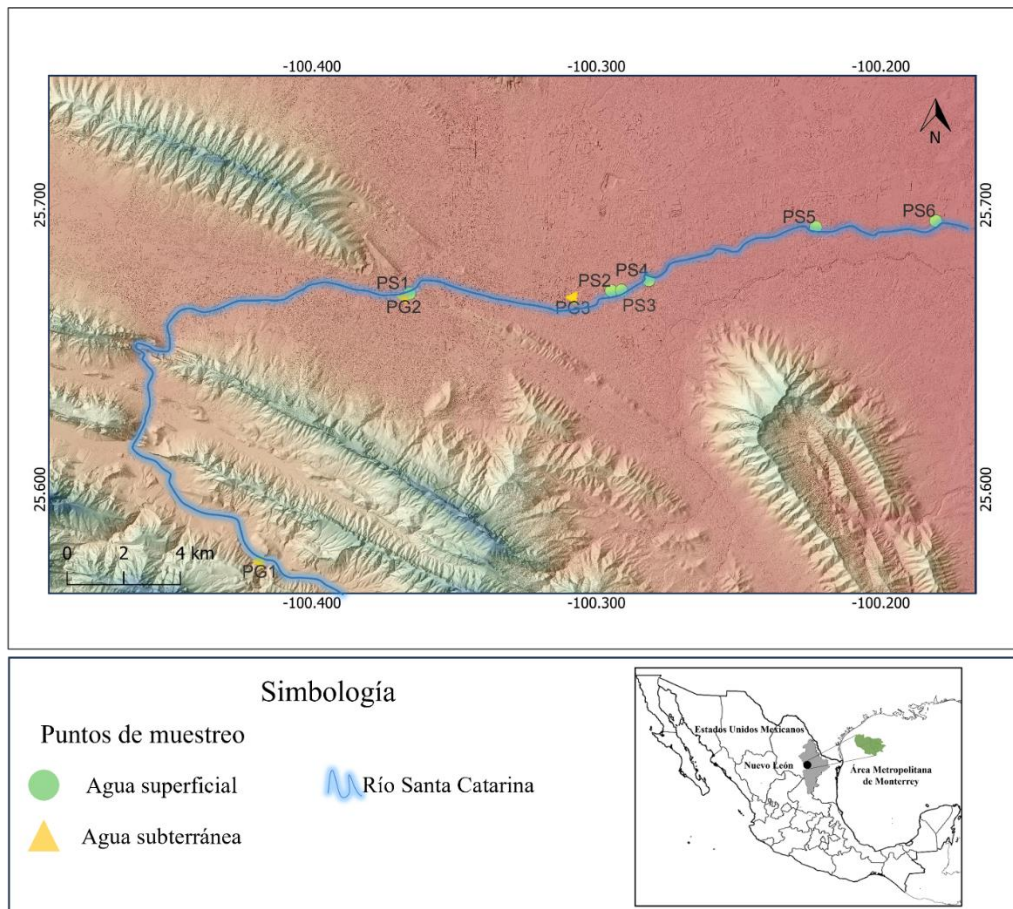 -100.400
-100.300
-100.200
25.700
25.700
N
PS6
PS5
PS4
PS2
PS1
PG2
PG3
PS3
25.600
25.600
0 2 4 km
PG1
-100.400
-100.300
-100.200
Simbología
Puntos de muestreo
Agua superficial
Río Santa Catarina
Agua subterránea
Estados Unidos Mexicanos
Nuevo León
Área Metropolitana
de Monterrey